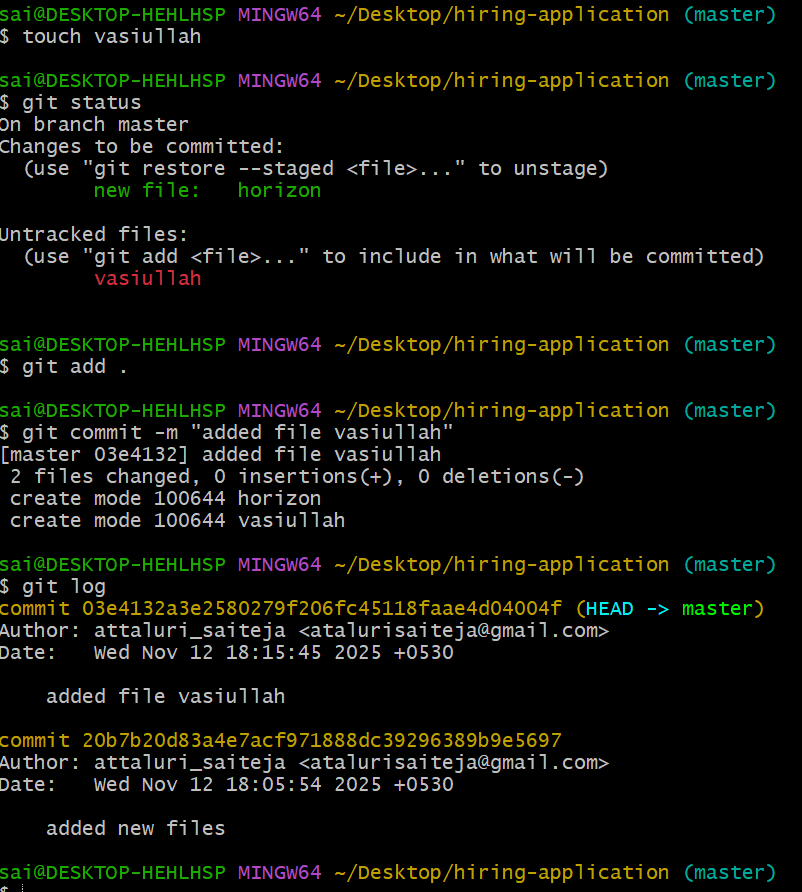 sai@DESKTOP-HEHLHSP MINGW64 ~/Desktop/hiring-application (master)
$ touch vasiullah
sai@DESKTOP-HEHLHSP MINGW64 ~/Desktop/hiring-application (master)
$ git status
On branch master
Changes to be committed:
  (use "git restore --staged <file>..." to unstage)
        new file:   horizon
Untracked files:
  (use "git add <file>..." to include in what will be committed)
        vasiullah
sai@DESKTOP-HEHLHSP MINGW64 ~/Desktop/hiring-application (master)
$ git add .
sai@DESKTOP-HEHLHSP MINGW64 ~/Desktop/hiring-application (master)
$ git commit -m "added file vasiullah"
[master 03e4132] added file vasiullah
 2 files changed, 0 insertions(+), 0 deletions(-)
 create mode 100644 horizon
 create mode 100644 vasiullah
sai@DESKTOP-HEHLHSP MINGW64 ~/Desktop/hiring-application (master)
$ git log
commit 03e4132a3e2580279f206fc45118faae4d04004f (HEAD -> master)
Author: attaluri_saiteja <atalurisaiteja@gmail.com>
Date:   Wed Nov 12 18:15:45 2025 +0530
    added file vasiullah
commit 20b7b20d83a4e7acf971888dc39296389b9e5697
Author: attaluri_saiteja <atalurisaiteja@gmail.com>
Date:   Wed Nov 12 18:05:54 2025 +0530
    added new files
sai@DESKTOP-HEHLHSP MINGW64 ~/Desktop/hiring-application (master)
$